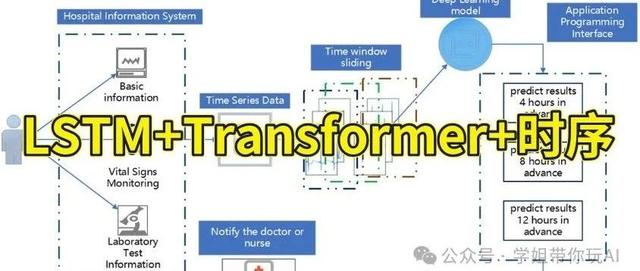 Hospital Information System
Basic
information
Vital Signs
Monitoring
Laboratory
Test
Information
Time Series Data
Notify the doctor or
nurse
Time window
sliding
Deep Learning
model
Application
Programming
Interface
predict results
4 hours in
advance
8 hours in
advance
predict results
12 hours in
advance
LSTM+Transformer+时序
公众号·学姐带你玩AI